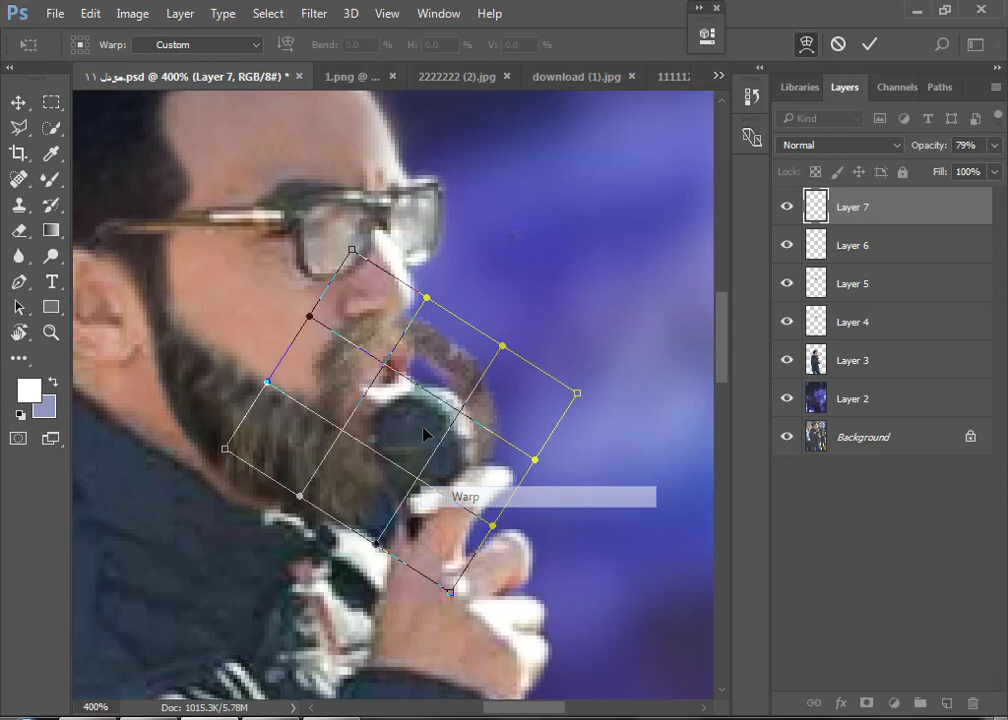 Ps File Edit Image Layer Type Select Filter 3D View Window Help
Warp: Custom Bend: 0.0 % H: 0.0 % V: 0.0 %
مودل ١١.psd @ 400% (Layer 7, RGB/8#) * × 1.png @ ... × 2222222 (2).jpg × download (1).jpg × 111112
Libraries Layers Channels Paths
Kind
Normal Opacity: 79%
Lock: Fill: 100%
Layer 7
Layer 6
Layer 5
Layer 4
Layer 3
Layer 2
Background
Warp
400% Doc: 1015.3K/5.78M